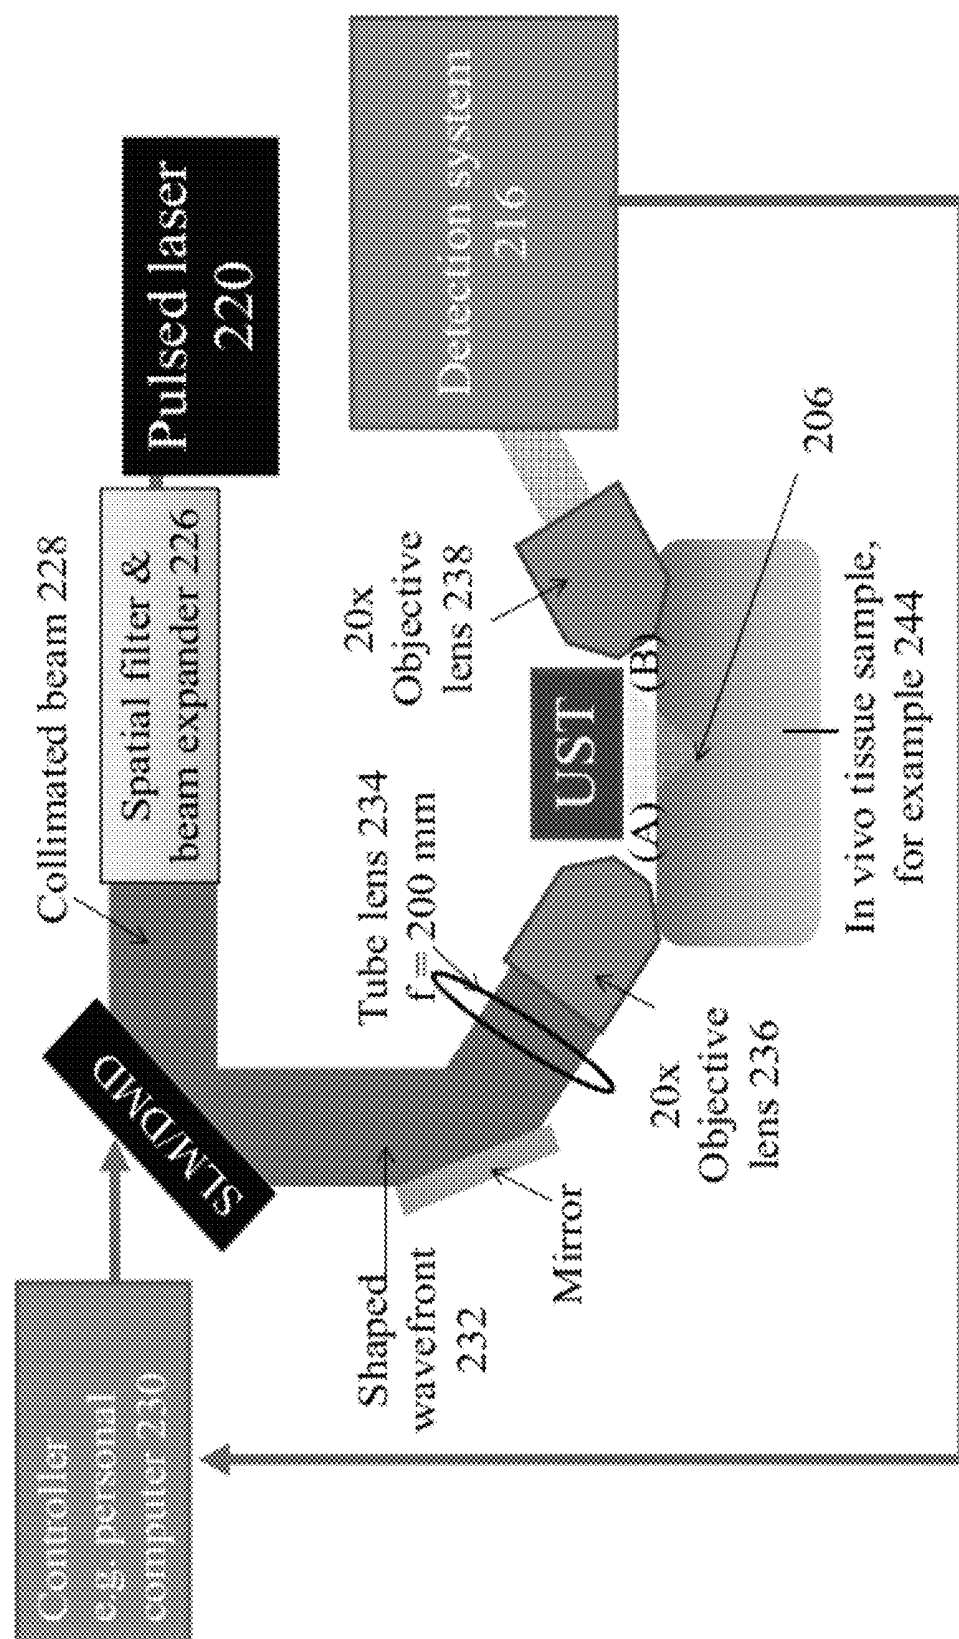 Controller
e.g. personal
computer 230
SLM/DMD
Collimated beam 228
Spatial filter &
beam expander 226
Pulsed laser
220
Shaped
wavefront
232
Mirror
Tube lens 234
f = 200 mm
20x
Objective
lens 236
20x
Objective
lens 238
Detection system
216
UST
(A)
(B)
206
In vivo tissue sample,
for example 244